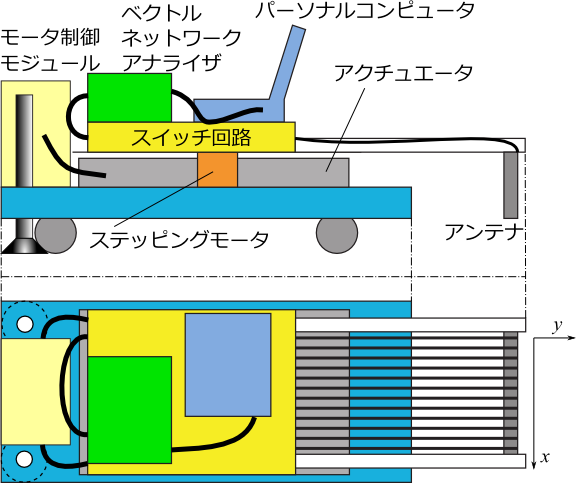 モータ制御
モジュール
ベクトル
ネットワーク
アナライザ
パーソナルコンピュータ
アクチュエータ
スイッチ回路
ステッピングモータ
アンテナ
y
x